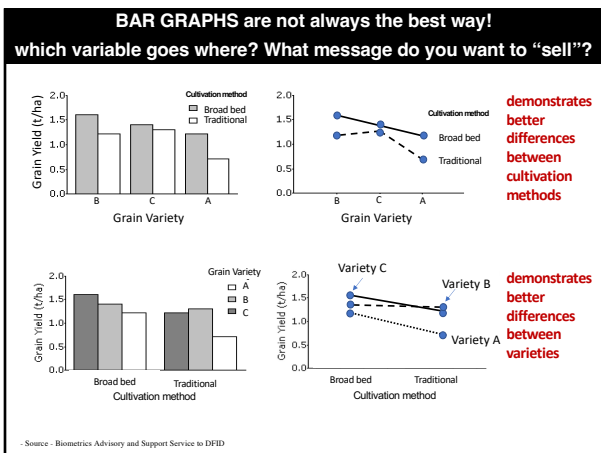 BAR GRAPHS are not always the best way!
which variable goes where? What message do you want to “sell”?
Cultivation method
Broad bed
Traditional
Grain Yield (t/ha)
2.0
1.5
1.0
0.5
0.0
B C A
Grain Variety
Grain Yield (t/ha)
2.0
1.5
1.0
0.5
0.0
Cultivation method
Broad bed
Traditional
B C A
Grain Variety
demonstrates
better
differences
between
cultivation
methods
Grain Variety
A
B
C
Grain Yield (t/ha)
2.0
1.5
1.0
0.5
0.0
Broad bed Traditional
Cultivation method
Grain Yield (t/ha)
2.0
1.5
1.0
0.5
0.0
Variety C
Variety B
Variety A
Broad bed Traditional
Cultivation method
demonstrates
better
differences
between
varieties
- Source - Biometrics Advisory and Support Service to DFID